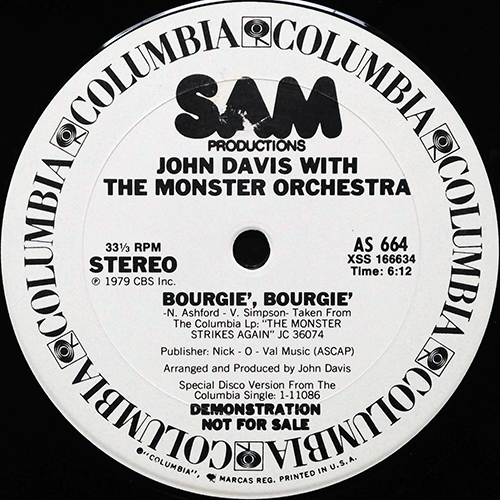 COLUMBIA COLUMBIA COLUMBIA COLUMBIA COLUMBIA COLUMBIA COLUMBIA COLUMBIA
SAM
PRODUCTIONS
JOHN DAVIS WITH
THE MONSTER ORCHESTRA
33⅓ RPM
STEREO
℗ 1979 CBS Inc.
AS 664
XSS 166634
Time: 6:12
BOURGIE', BOURGIE'
-N. Ashford - V. Simpson- Taken From
The Columbia Lp: "THE MONSTER
STRIKES AGAIN" JC 36074
Publisher: Nick - O - Val Music (ASCAP)
Arranged and Produced by John Davis
Special Disco Version From The
Columbia Single: 1-11086
DEMONSTRATION
NOT FOR SALE
"COLUMBIA", MARCAS REG. PRINTED IN U.S.A.